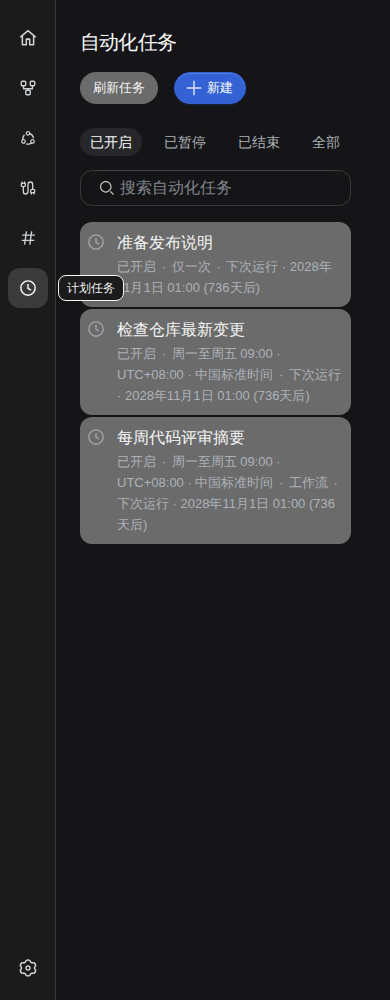 自动化任务
刷新任务
新建
已开启
已暂停
已结束
全部
搜索自动化任务
计划任务
准备发布说明
已开启 · 仅一次 · 下次运行 · 2028年
11月1日 01:00 (736天后)
检查仓库最新变更
已开启 · 周一至周五 09:00 ·
UTC+08:00 · 中国标准时间 · 下次运行
· 2028年11月1日 01:00 (736天后)
每周代码评审摘要
已开启 · 周一至周五 09:00 ·
UTC+08:00 · 中国标准时间 · 工作流 ·
下次运行 · 2028年11月1日 01:00 (736
天后)